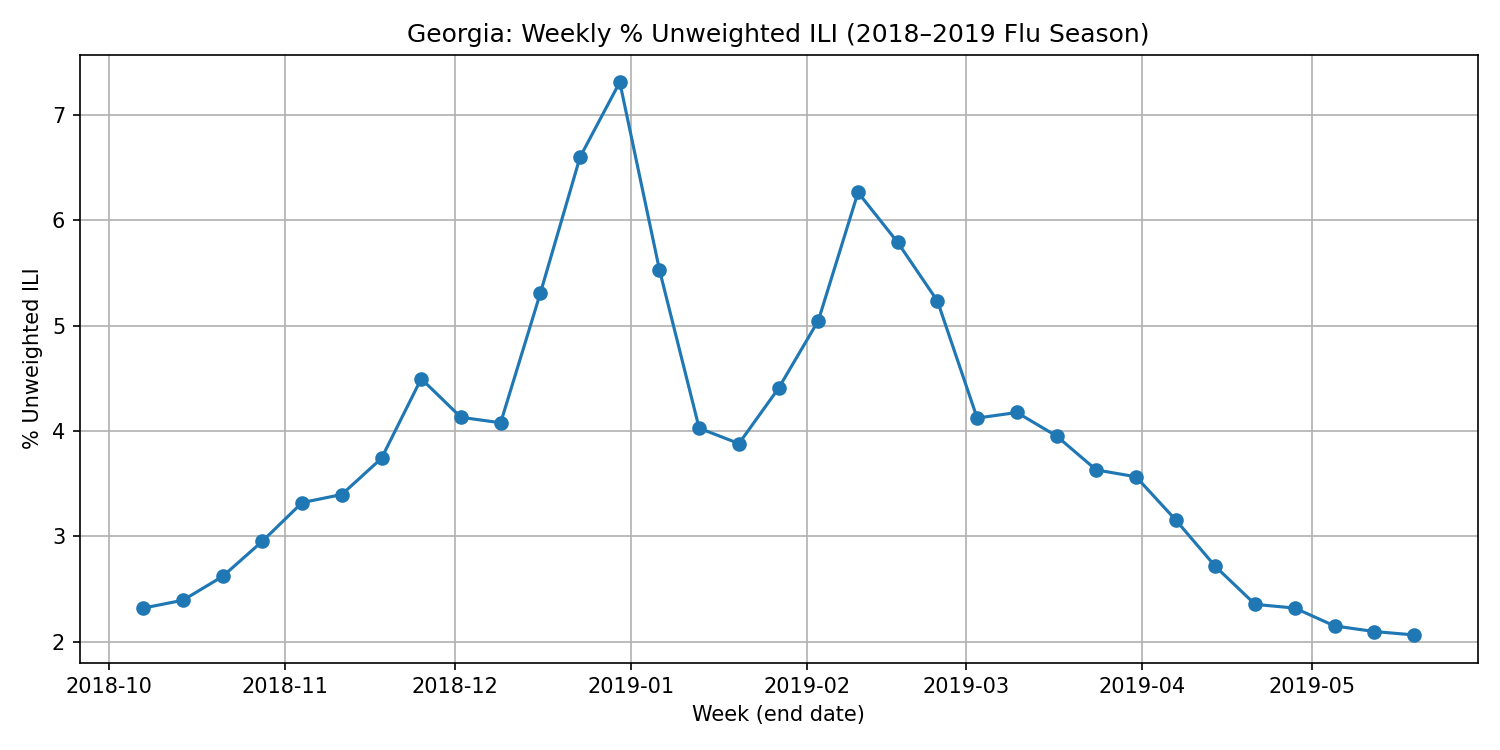 Georgia: Weekly % Unweighted ILI (2018–2019 Flu Season)
% Unweighted ILI
7
6
5
4
3
2
2018-10 2018-11 2018-12 2019-01 2019-02 2019-03 2019-04 2019-05
Week (end date)